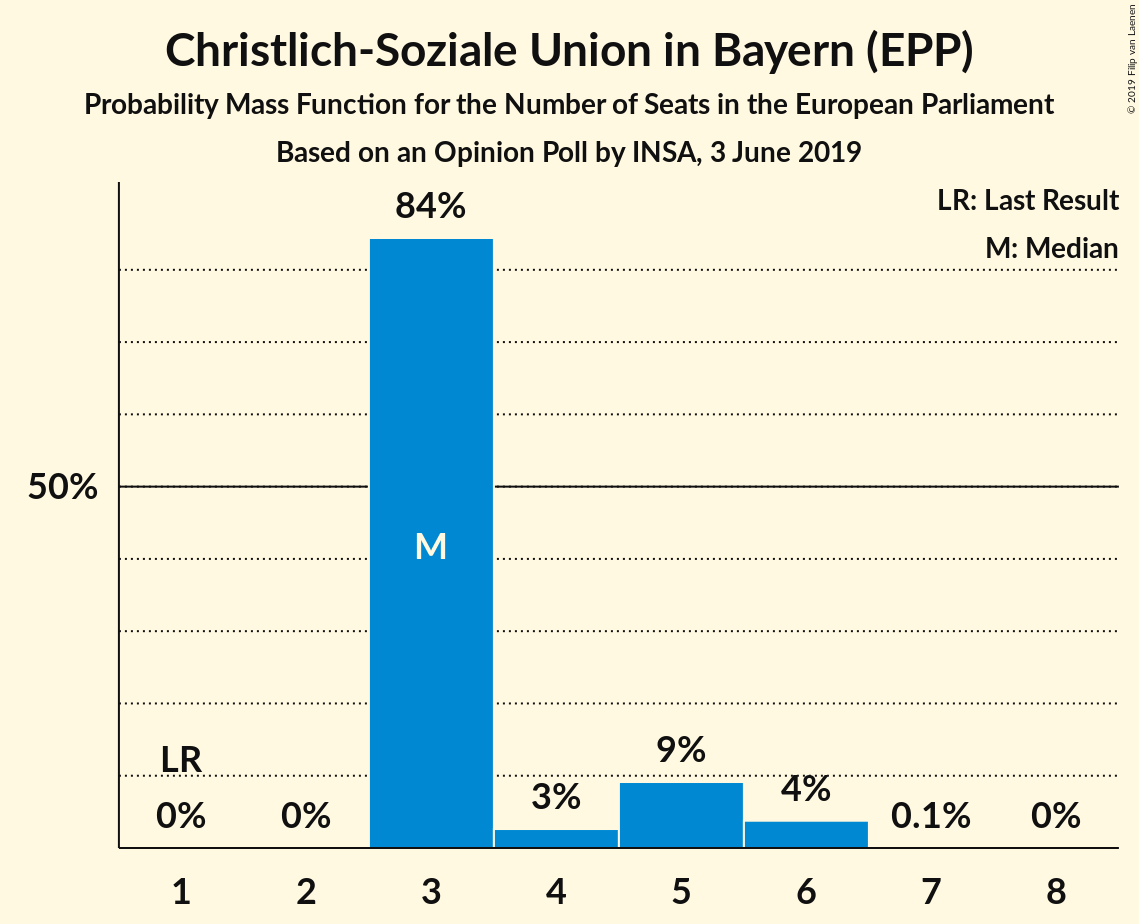 Christlich-Soziale Union in Bayern (EPP)
Probability Mass Function for the Number of Seats in the European Parliament
Based on an Opinion Poll by INSA, 3 June 2019
© 2019 Filip van Laenen
LR: Last Result
M: Median
84%
50%
M
LR
0%
0%
3%
9%
4%
0.1%
0%
1 2 3 4 5 6 7 8